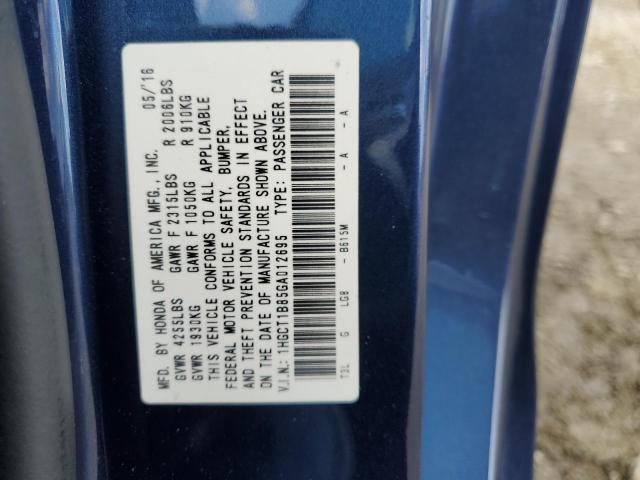 MFD. BY HONDA OF AMERICA MFG., INC. 05/'16
GVWR 4255LBS GAWR F 2315LBS R 2006LBS
GVWR 1930KG GAWR F 1050KG R 910KG
THIS VEHICLE CONFORMS TO ALL APPLICABLE
FEDERAL MOTOR VEHICLE SAFETY, BUMPER,
AND THEFT PREVENTION STANDARDS IN EFFECT
ON THE DATE OF MANUFACTURE SHOWN ABOVE.
V.I.N.: 1HGCT1B85GA012695 TYPE: PASSENGER CAR
T3L G LG8 - B615M - A - A